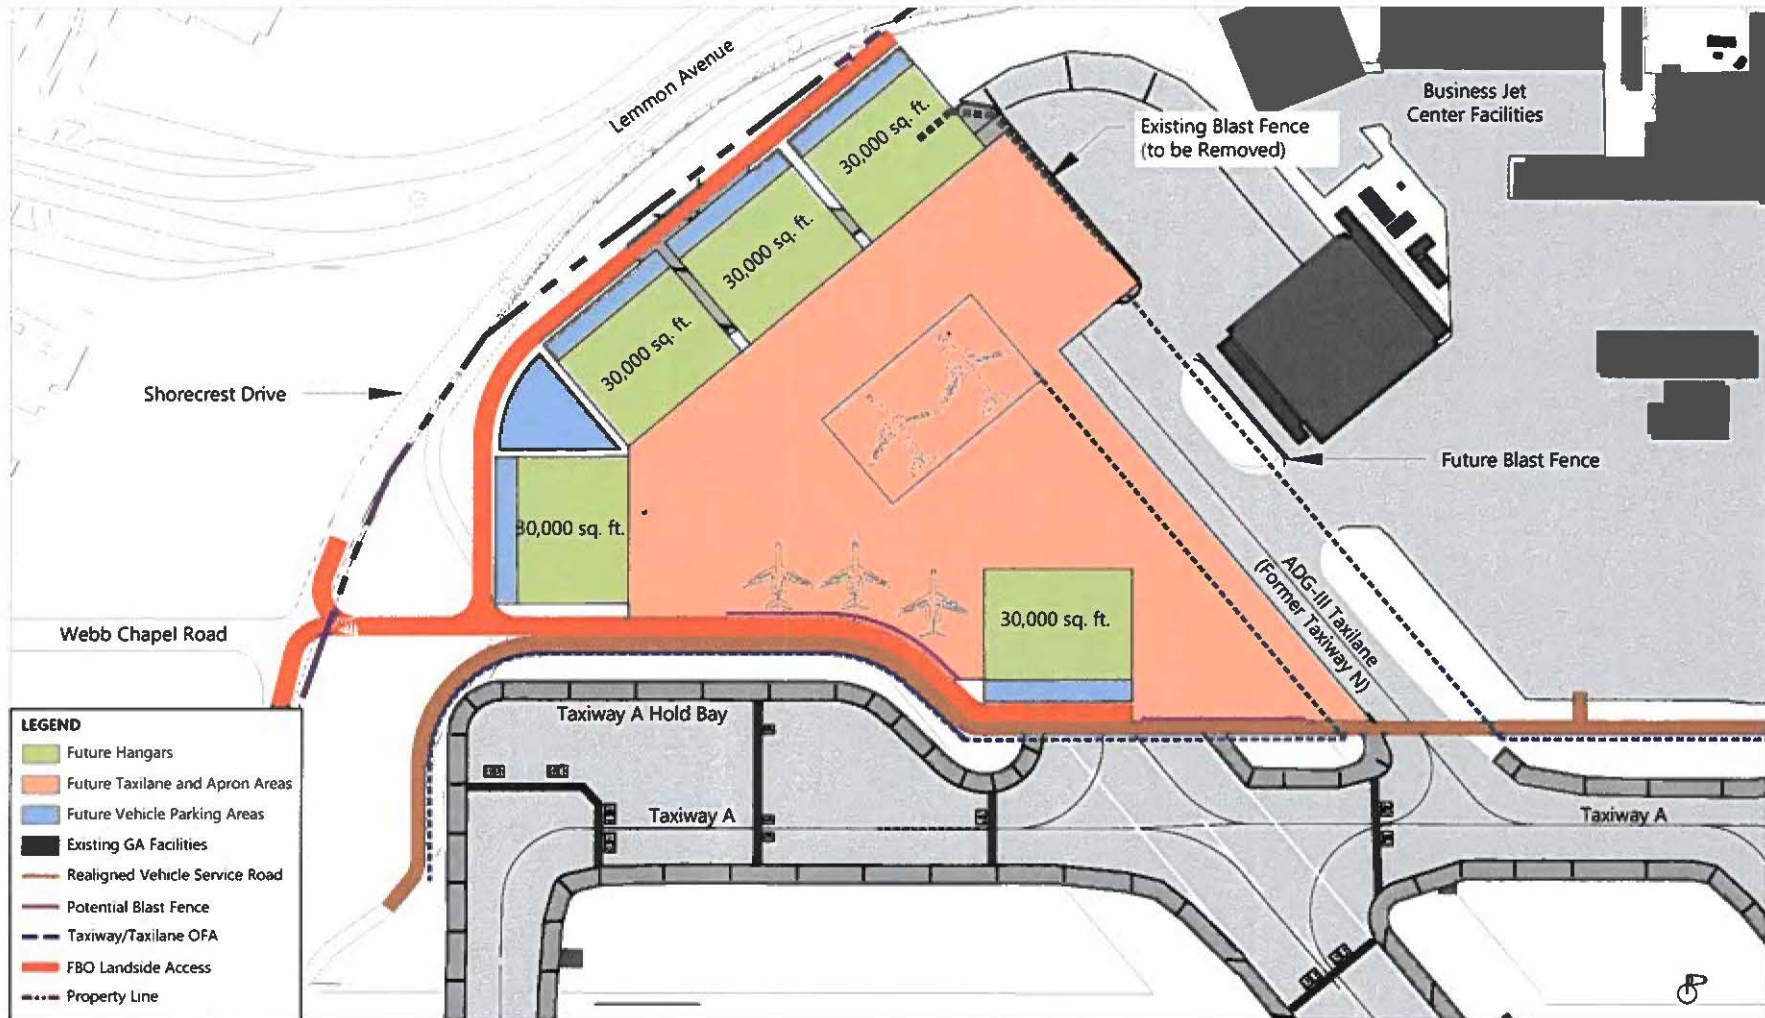 Lemmon Avenue
Business Jet
Center Facilities
Existing Blast Fence
(to be Removed)
30,000 sq. ft.
30,000 sq. ft.
30,000 sq. ft.
Shorecrest Drive
Future Blast Fence
30,000 sq. ft.
ADG-III Taxilane
(Former Taxiway N)
30,000 sq. ft.
Webb Chapel Road
Taxiway A Hold Bay
Taxiway A
Taxiway A
LEGEND
Future Hangars
Future Taxilane and Apron Areas
Future Vehicle Parking Areas
Existing GA Facilities
Realigned Vehicle Service Road
Potential Blast Fence
Taxiway/Taxilane OFA
FBO Landside Access
Property Line